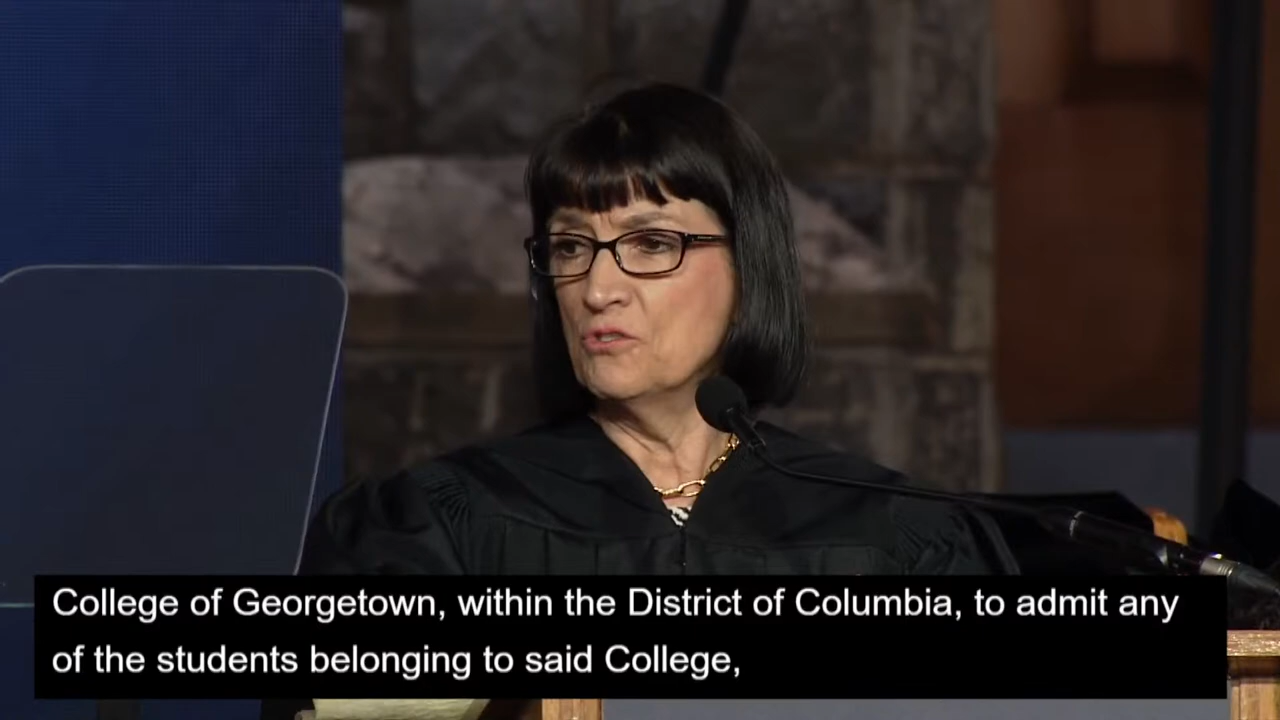 College of Georgetown, within the District of Columbia, to admit any
of the students belonging to said College,